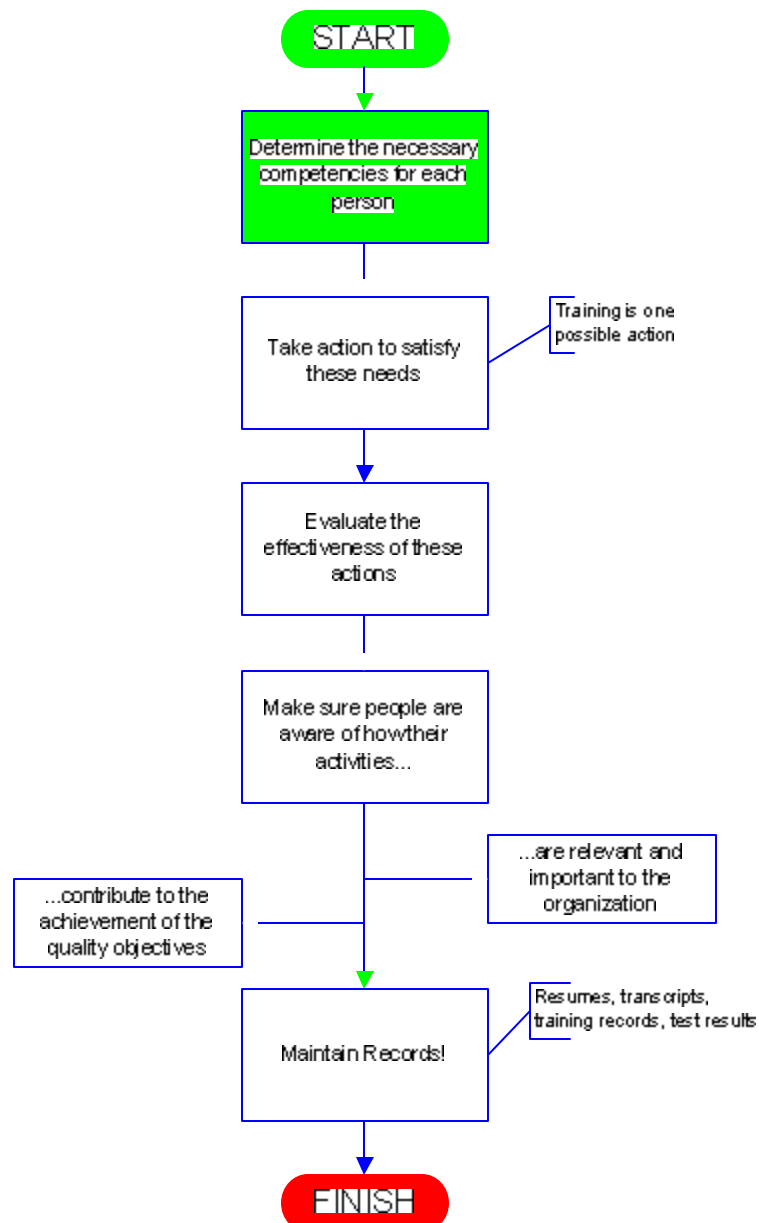 START
Determine the necessary
competencies for each
person
Take action to satisfy
these needs
Training is one
possible action
Evaluate the
effectiveness of these
actions
Make sure people are
aware of how their
activities...
...are relevant and
important to the
organization
...contribute to the
achievement of the
quality objectives
Resumes, transcripts,
training records, test results
Maintain Records!
FINISH